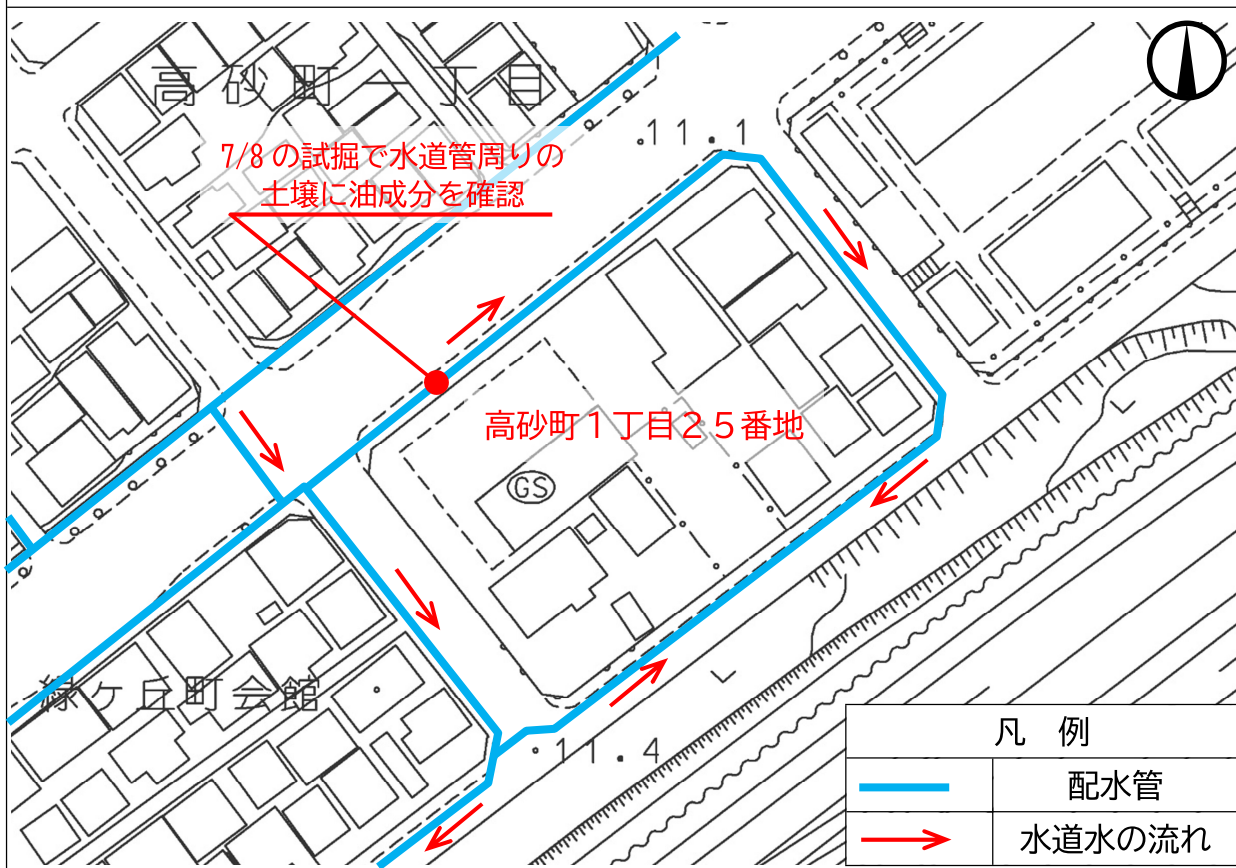 高砂町一丁目
.11.1
7/8の試掘で水道管周りの
土壌に油成分を確認
高砂町1丁目25番地
GS
緑ケ丘町会館
.11.4
凡 例
配水管
水道水の流れ